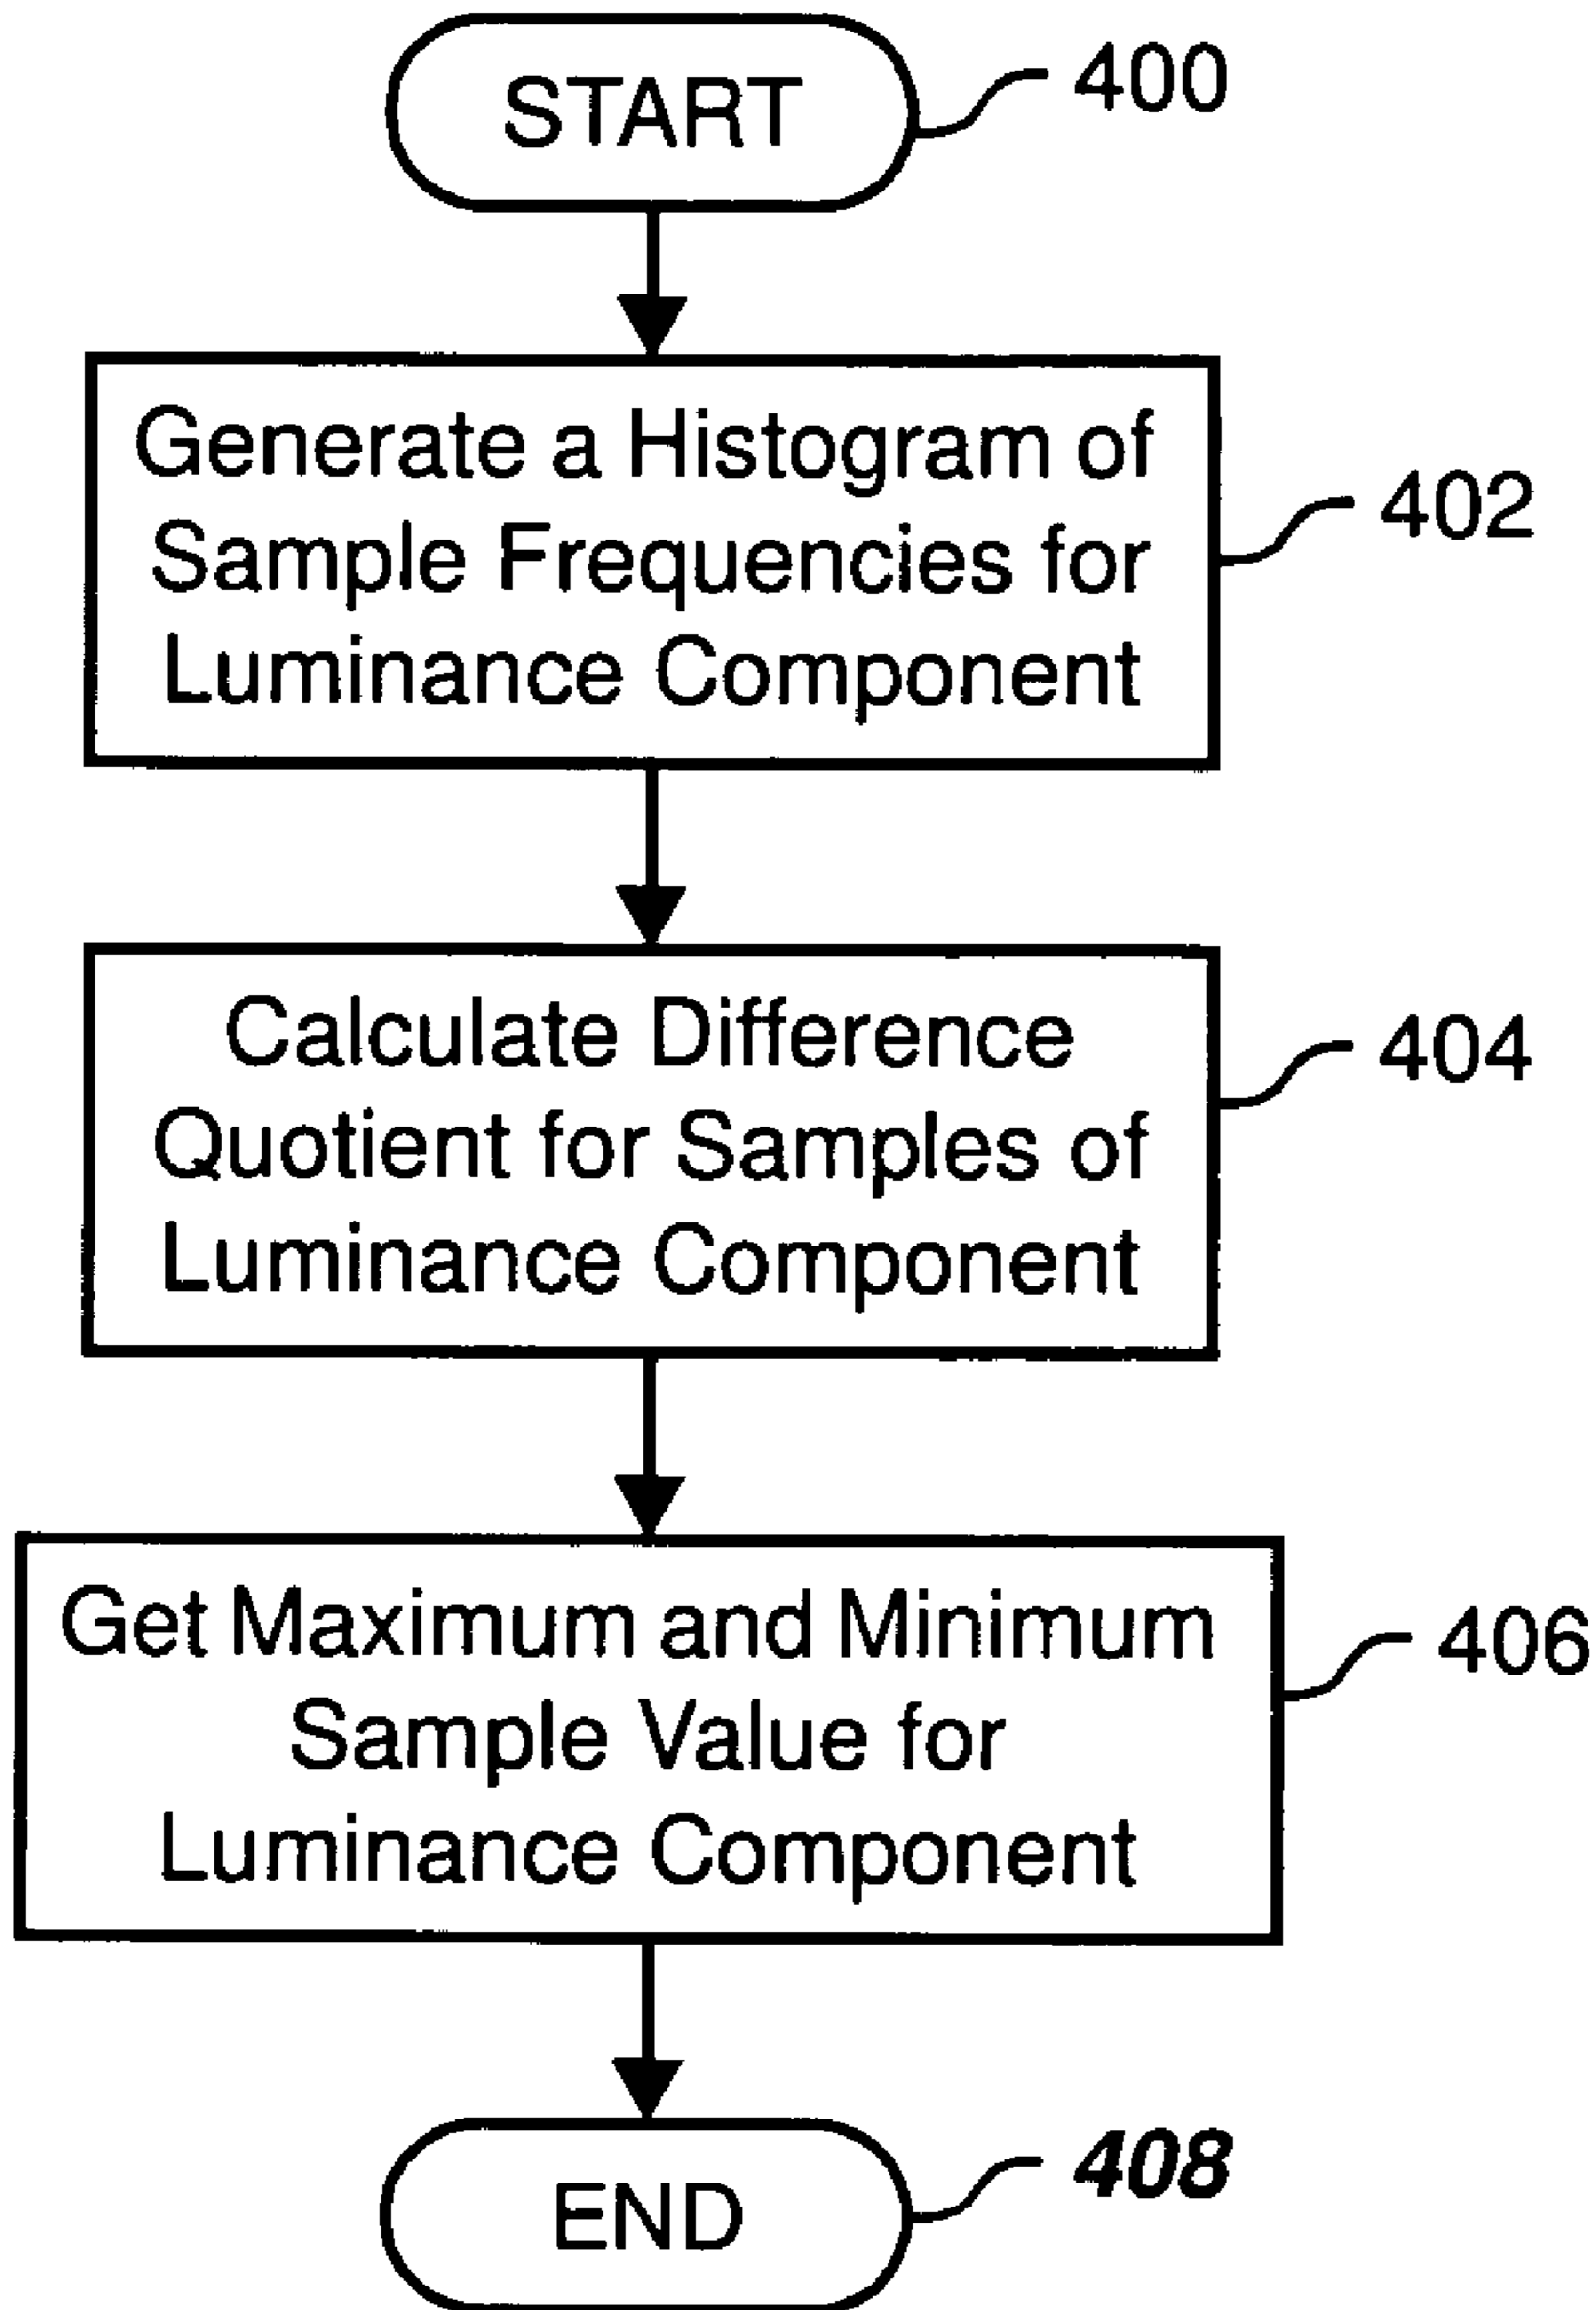 START
400
Generate a Histogram of
Sample Frequencies for
Luminance Component
402
Calculate Difference
Quotient for Samples of
Luminance Component
404
Get Maximum and Minimum
Sample Value for
Luminance Component
406
END
408